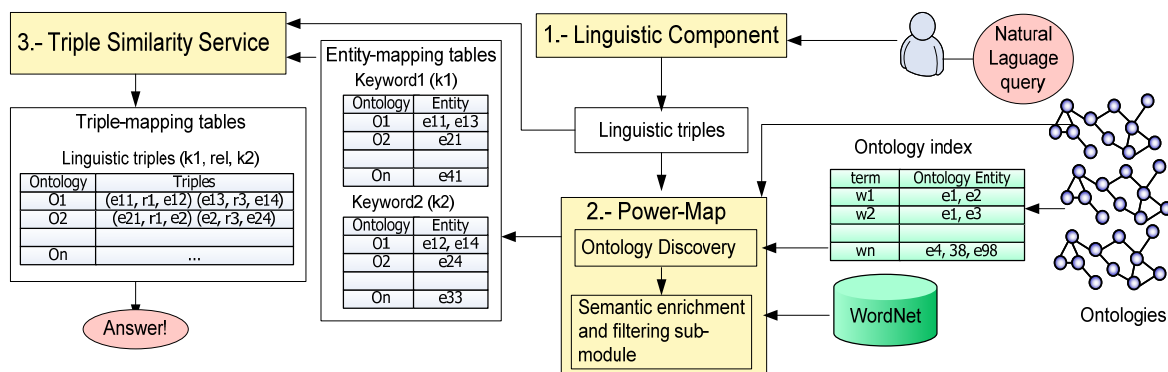 3.- Triple Similarity Service
Triple-mapping tables
Linguistic triples (k1, rel, k2)
Ontology Triples
O1 (e11, r1, e12) (e13, r3, e14)
O2 (e21, r1, e2) (e2, r3, e24)
On ...
Answer!
Entity-mapping tables
Keyword1 (k1)
Ontology Entity
O1 e11, e13
O2 e21
On e41
Keyword2 (k2)
Ontology Entity
O1 e12, e14
O2 e24
On e33
1.- Linguistic Component
Linguistic triples
2.- Power-Map
Ontology Discovery
Semantic enrichment
and filtering sub-
module
Natural
Laguage
query
Ontology index
term Ontology Entity
w1 e1, e2
w2 e1, e3
wn e4, 38, e98
WordNet
Ontologies